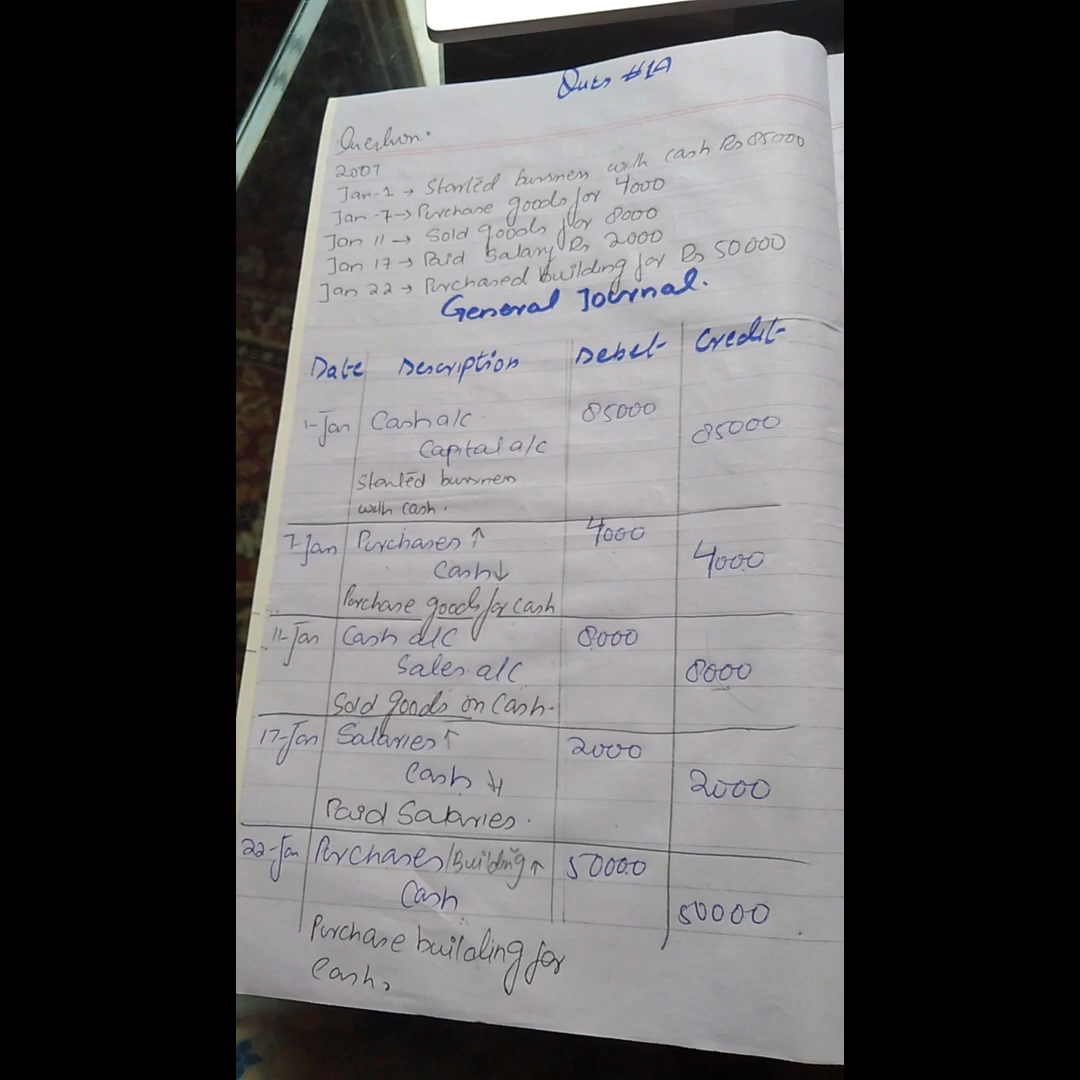 Ques #1A
Question.
2007
Jan-1 → Started business with cash Rs 85000
Jan-7 → Purchase goods for 4000
Jan 11 → Sold goods for 8000
Jan 17 → Paid Salary Rs 2000
Jan 22 → Purchased building for Rs 50000
General Journal.
Date Description Debet Credit
1-Jan Cash a/c 85000
Capital a/c 85000
Started business
with cash.
7-Jan Purchases ↑ 4000
Cash ↓ 4000
Purchase goods for cash
11-Jan Cash a/c 8000
Sales a/c 8000
Sold goods on Cash-
17-Jan Salaries ↑ 2000
Cash ↓ 2000
Paid Salaries.
22-Jan Purchases/Building ↑ 50000
Cash 50000
Purchase building for
Cash,